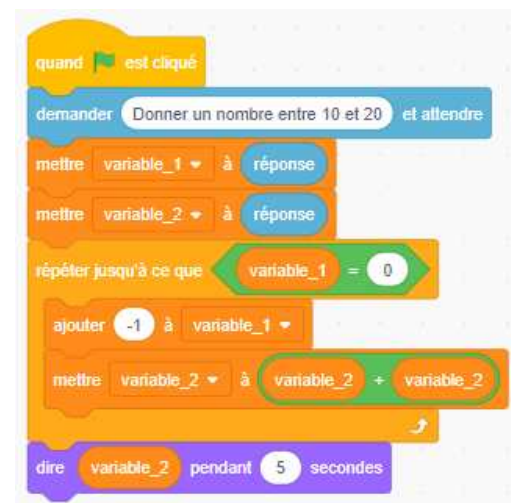 quand est cliqué
demander Donner un nombre entre 10 et 20 et attendre
mettre variable_1 à réponse
mettre variable_2 à réponse
répéter jusqu'à ce que variable_1 = 0
ajouter -1 à variable_1
mettre variable_2 à variable_2 + variable_2
dire variable_2 pendant 5 secondes